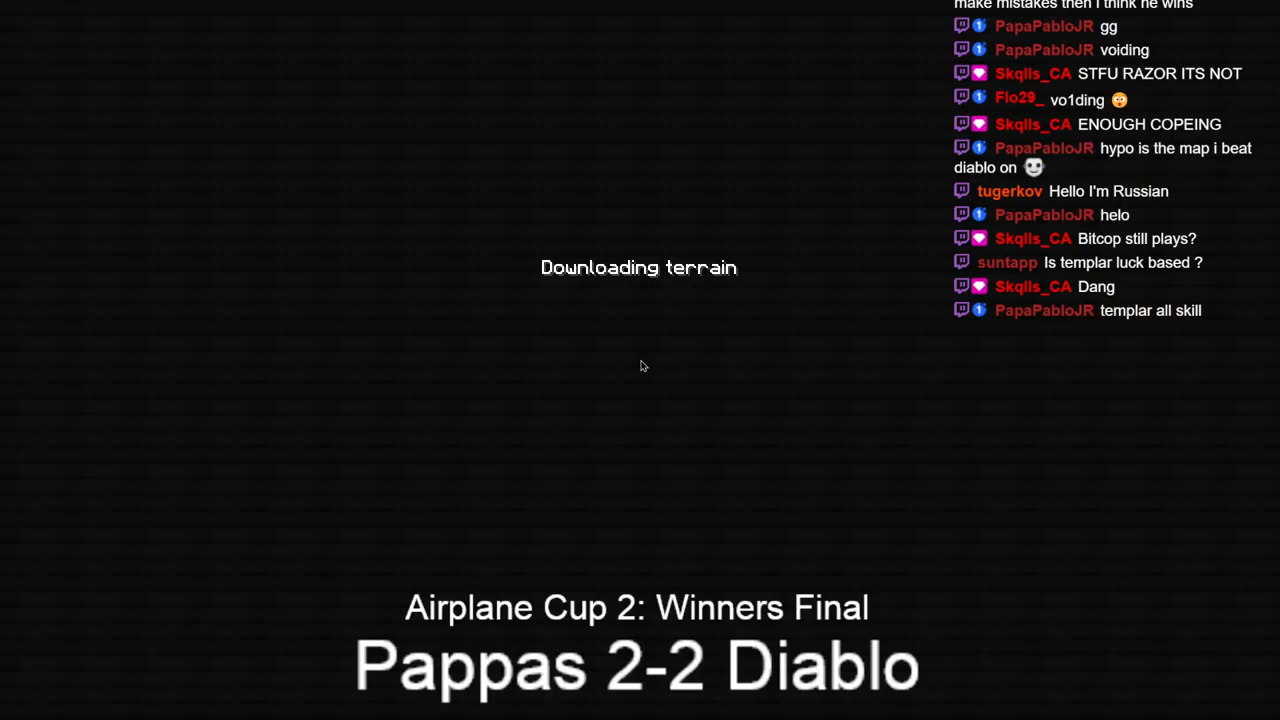 make mistakes then i think he wins
PapaPabloJR gg
PapaPabloJR voiding
Skqlls_CA STFU RAZOR ITS NOT
Flo29_ vo1ding
Skqlls_CA ENOUGH COPEING
PapaPabloJR hypo is the map i beat
diablo on
tugerkov Hello I'm Russian
PapaPabloJR helo
Skqlls_CA Bitcop still plays?
suntapp Is templar luck based ?
Skqlls_CA Dang
PapaPabloJR templar all skill
Downloading terrain
Airplane Cup 2: Winners Final
Pappas 2-2 Diablo